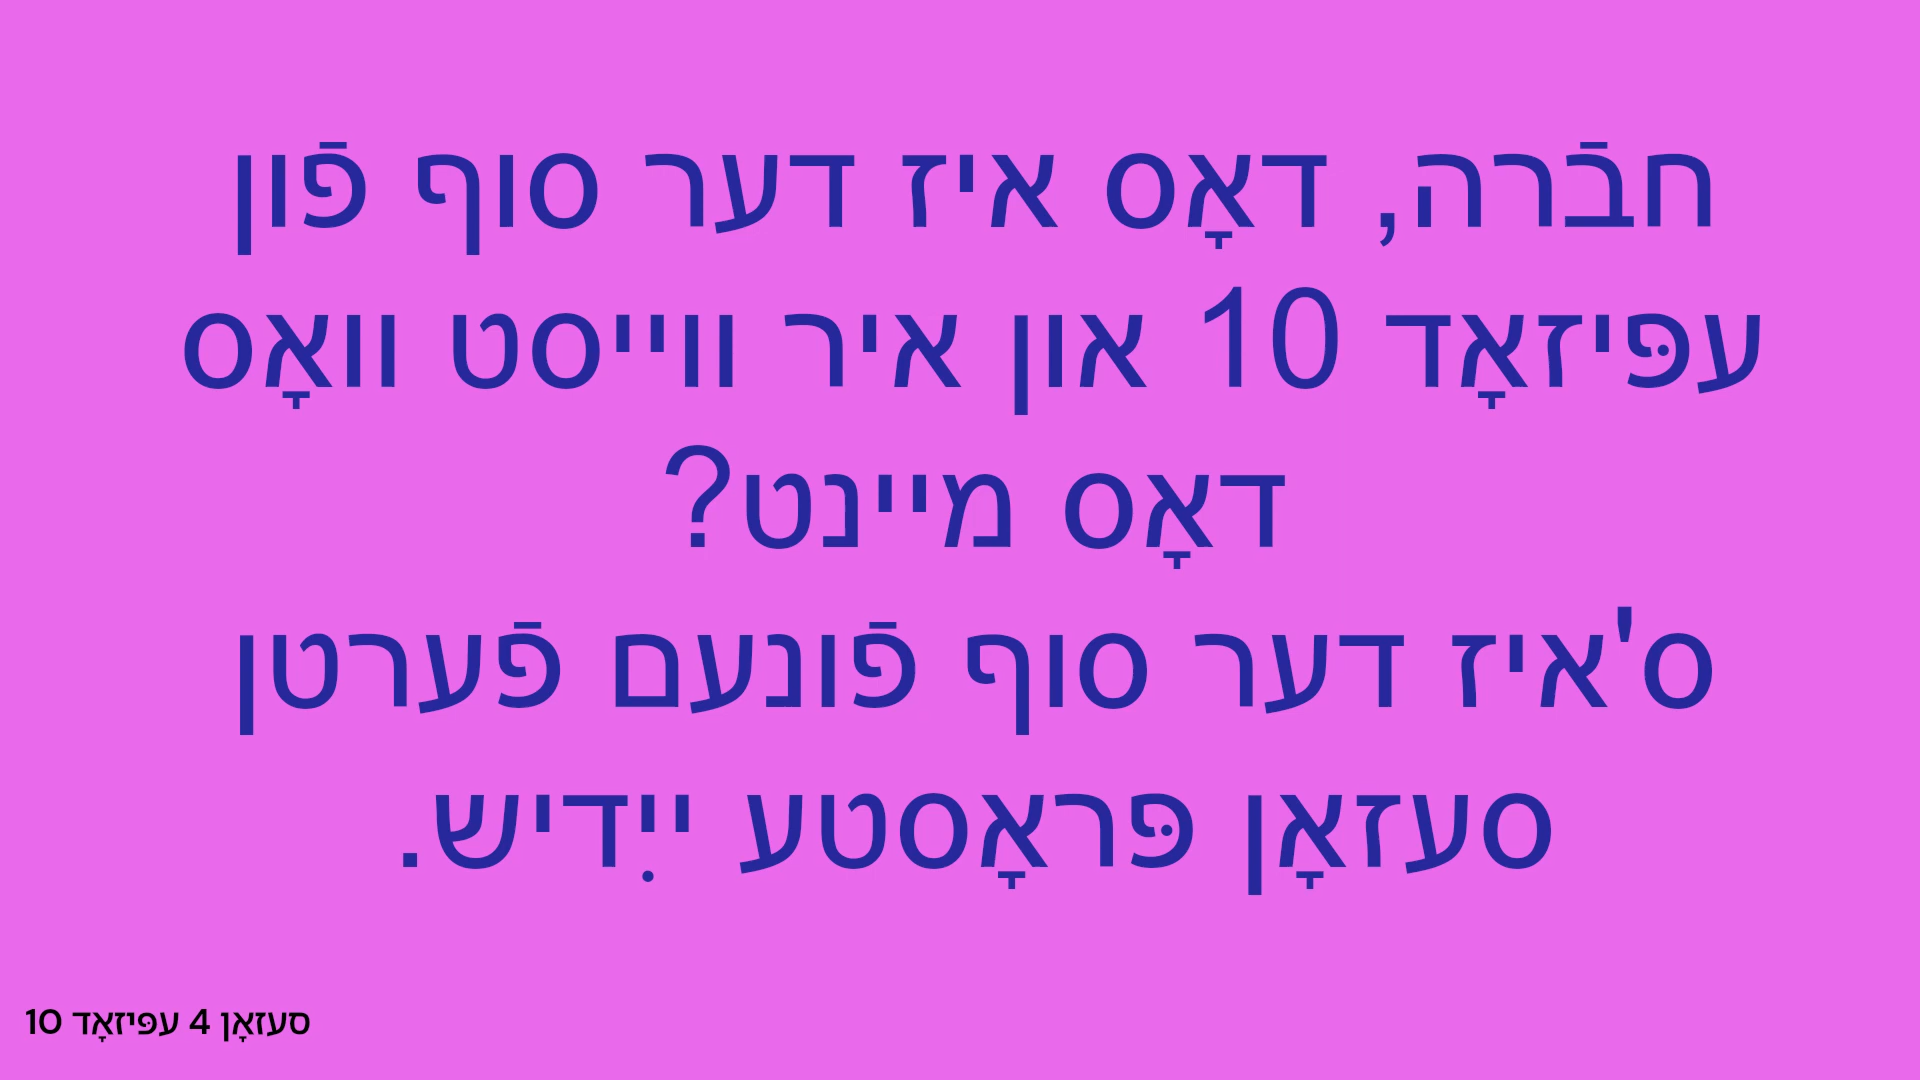 חבֿרה, דאָס איז דער סוף פֿון
עפּיזאָד 10 און איר ווייסט וואָס
דאָס מיינט?
ס'איז דער סוף פֿונעם פֿערטן
סעזאָן פּראָסטע ייִדיש.
סעזאָן 4 עפּיזאָד 10